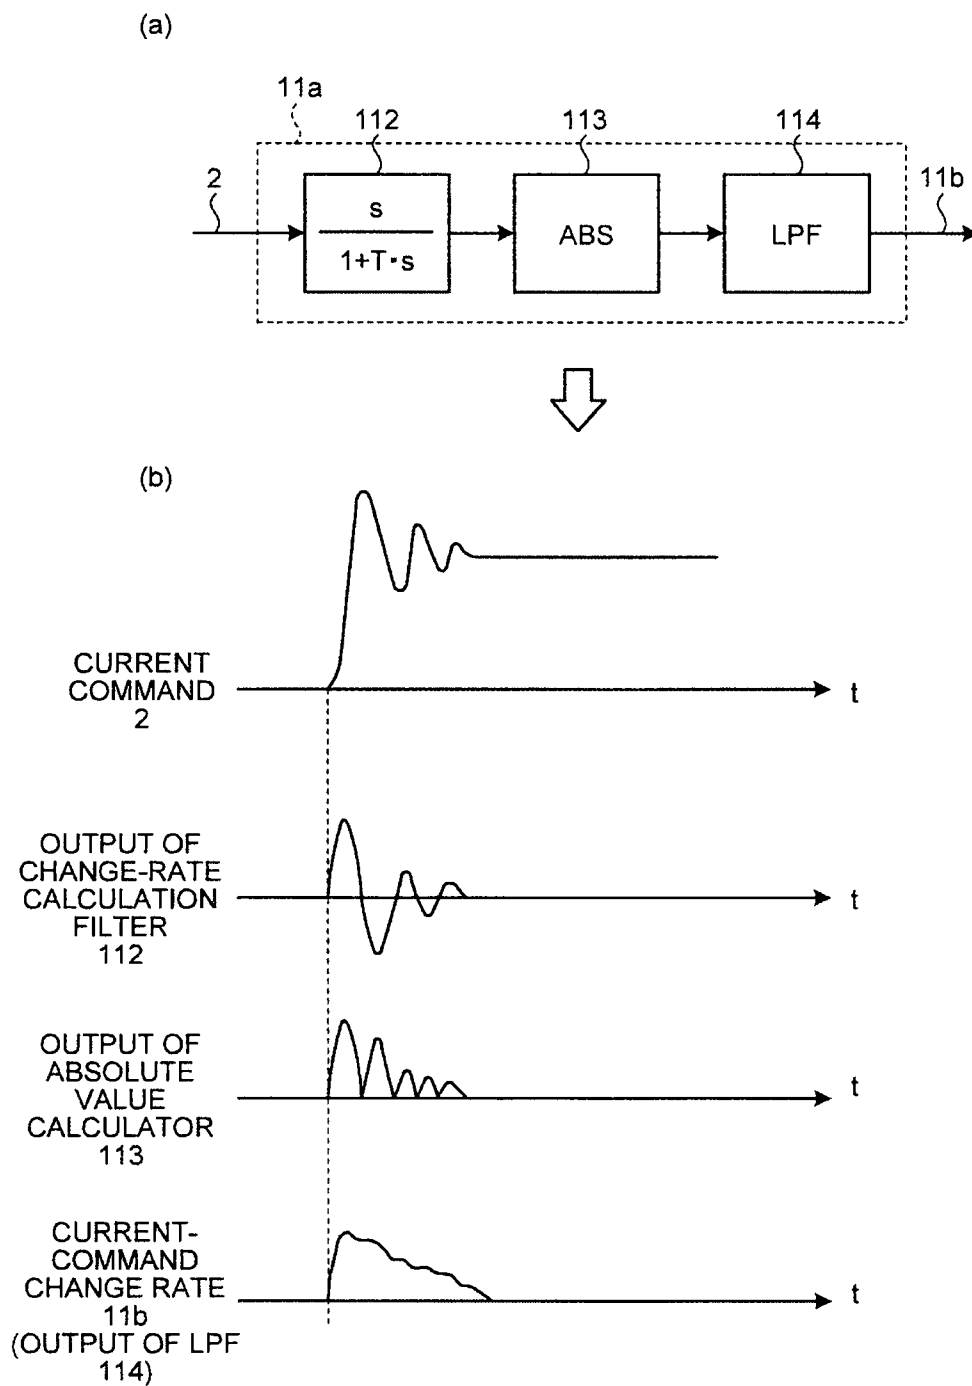 (a)
11a
112
113
114
2
11b
s
1+T·s
ABS
LPF
(b)
CURRENT
COMMAND
2
t
OUTPUT OF
CHANGE-RATE
CALCULATION
FILTER
112
t
OUTPUT OF
ABSOLUTE
VALUE
CALCULATOR
113
t
CURRENT-
COMMAND
CHANGE RATE
11b
(OUTPUT OF LPF
114)
t